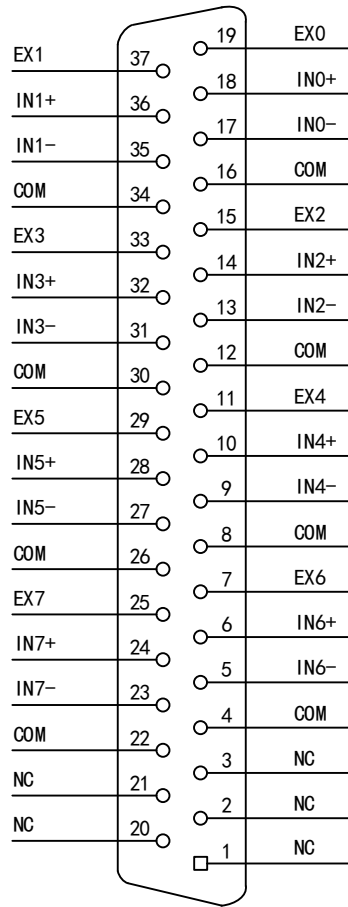 19 EX0
EX1 37
18 IN0+
IN1+ 36
17 IN0-
IN1- 35
16 COM
COM 34
15 EX2
EX3 33
14 IN2+
IN3+ 32
13 IN2-
IN3- 31
12 COM
COM 30
11 EX4
EX5 29
10 IN4+
IN5+ 28
9 IN4-
IN5- 27
8 COM
COM 26
7 EX6
EX7 25
6 IN6+
IN7+ 24
5 IN6-
IN7- 23
4 COM
COM 22
3 NC
NC 21
2 NC
NC 20
1 NC